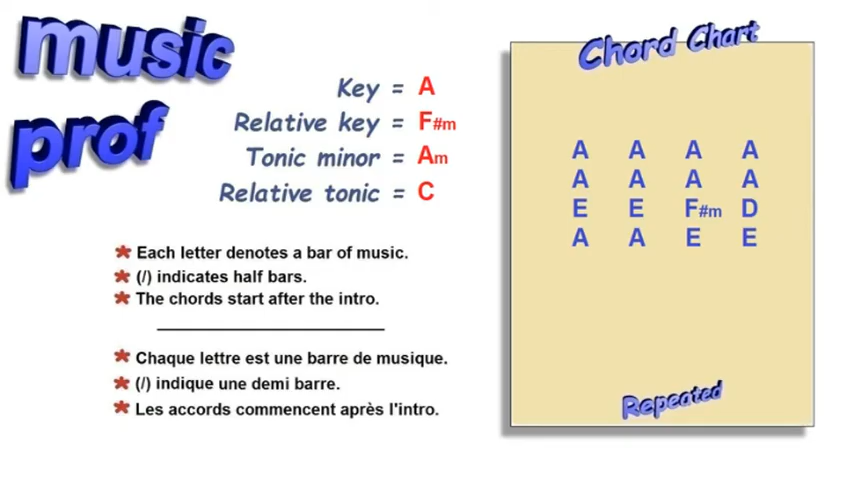 music
prof
Key = A
Relative key = F#m
Tonic minor = Am
Relative tonic = C
Each letter denotes a bar of music.
(/) indicates half bars.
The chords start after the intro.
Chaque lettre est une barre de musique.
(/) indique une demi barre.
Les accords commencent après l'intro.
Chord Chart
A A A A
A A A A
E E F#m D
A A E E
Repeated